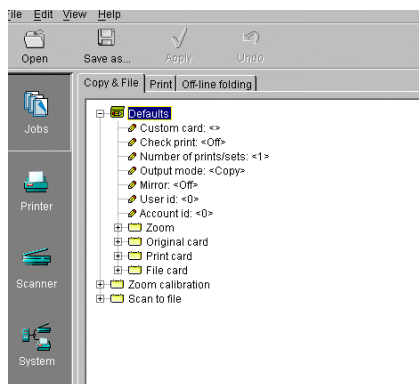 File Edit View Help
Open Save as... Apply Undo
Copy & File Print Off-line folding
Jobs
Printer
Scanner
System
Defaults
Custom card: <>
Check print: <Off>
Number of prints/sets: <1>
Output mode: <Copy>
Mirror: <Off>
User id: <0>
Account id: <0>
Zoom
Original card
Print card
File card
Zoom calibration
Scan to file